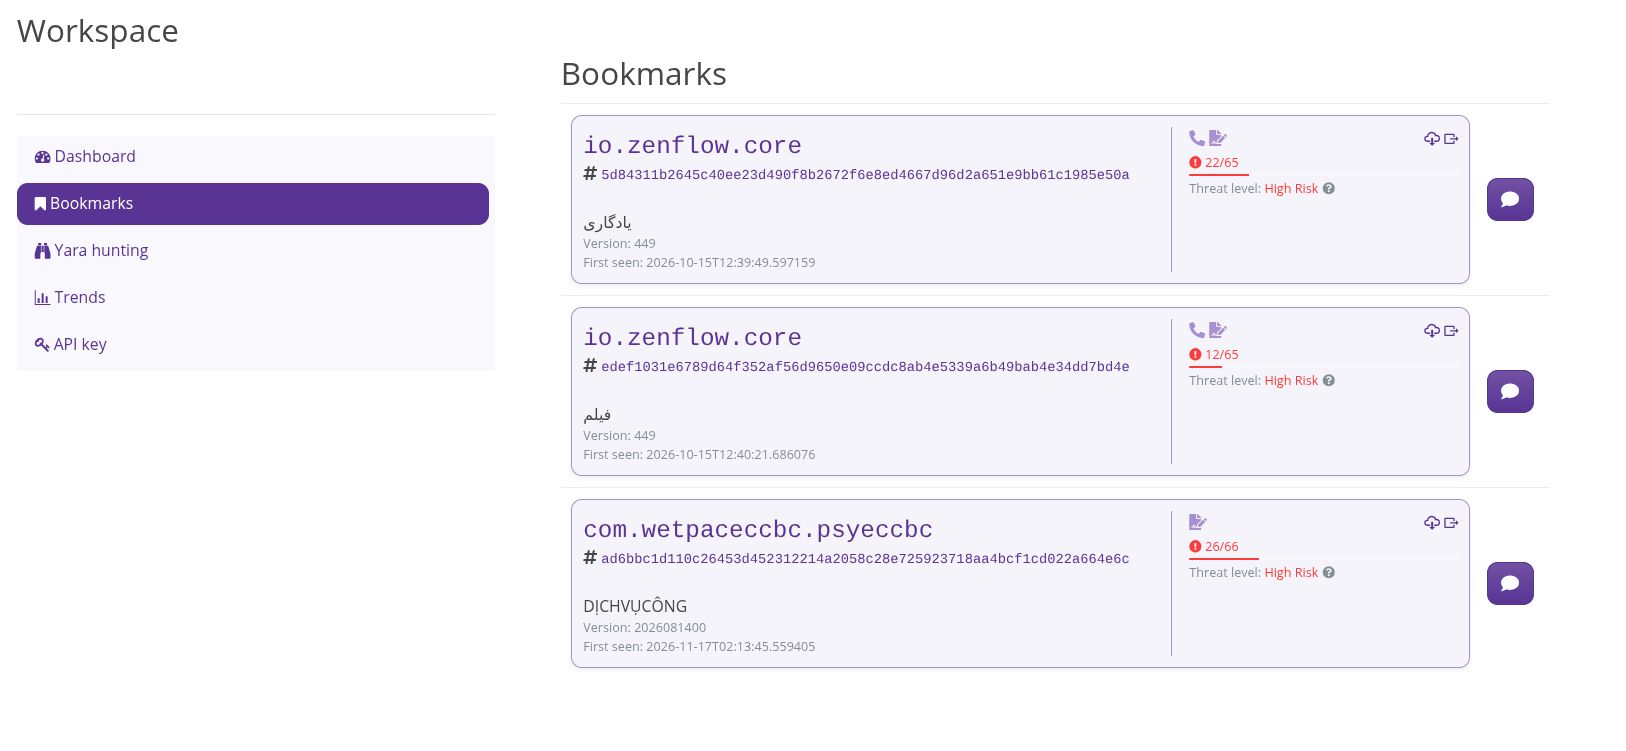 Workspace
Dashboard
Bookmarks
Yara hunting
Trends
API key
Bookmarks
io.zenflow.core
# 5d84311b2645c40ee23d490f8b2672f6e8ed4667d96d2a651e9bb61c1985e50a
یادگاری
Version: 449
First seen: 2026-10-15T12:39:49.597159
22/65
Threat level: High Risk
io.zenflow.core
# edef1031e6789d64f352af56d9650e09ccdc8ab4e5339a6b49bab4e34dd7bd4e
فیلم
Version: 449
First seen: 2026-10-15T12:40:21.686076
12/65
Threat level: High Risk
com.wetpaceccbc.psyeccbc
# ad6bbc1d110c26453d452312214a2058c28e725923718aa4bcf1cd022a664e6c
DỊCHVỤCÔNG
Version: 2026081400
First seen: 2026-11-17T02:13:45.559405
26/66
Threat level: High Risk